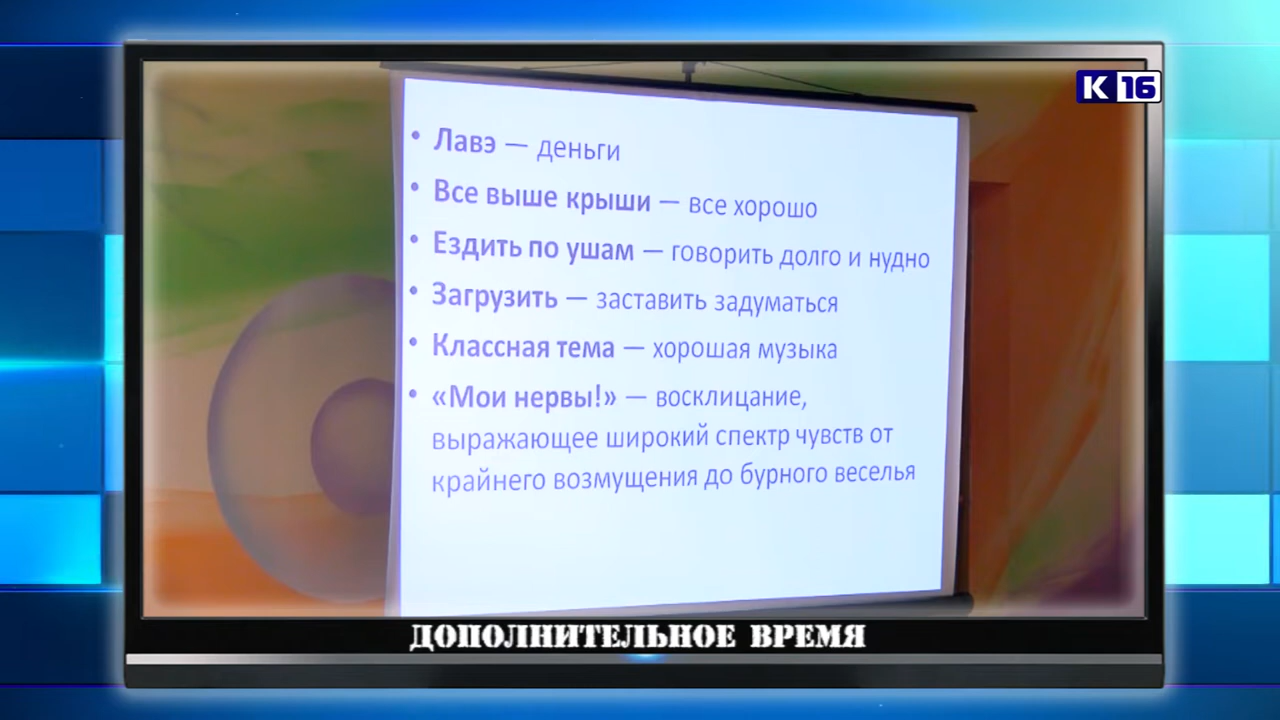 К 16
• Лавэ — деньги
• Все выше крыши — все хорошо
• Ездить по ушам — говорить долго и нудно
• Загрузить — заставить задуматься
• Классная тема — хорошая музыка
• «Мои нервы!» — восклицание,
выражающее широкий спектр чувств от
крайнего возмущения до бурного веселья
ДОПОЛНИТЕЛЬНОЕ ВРЕМЯ